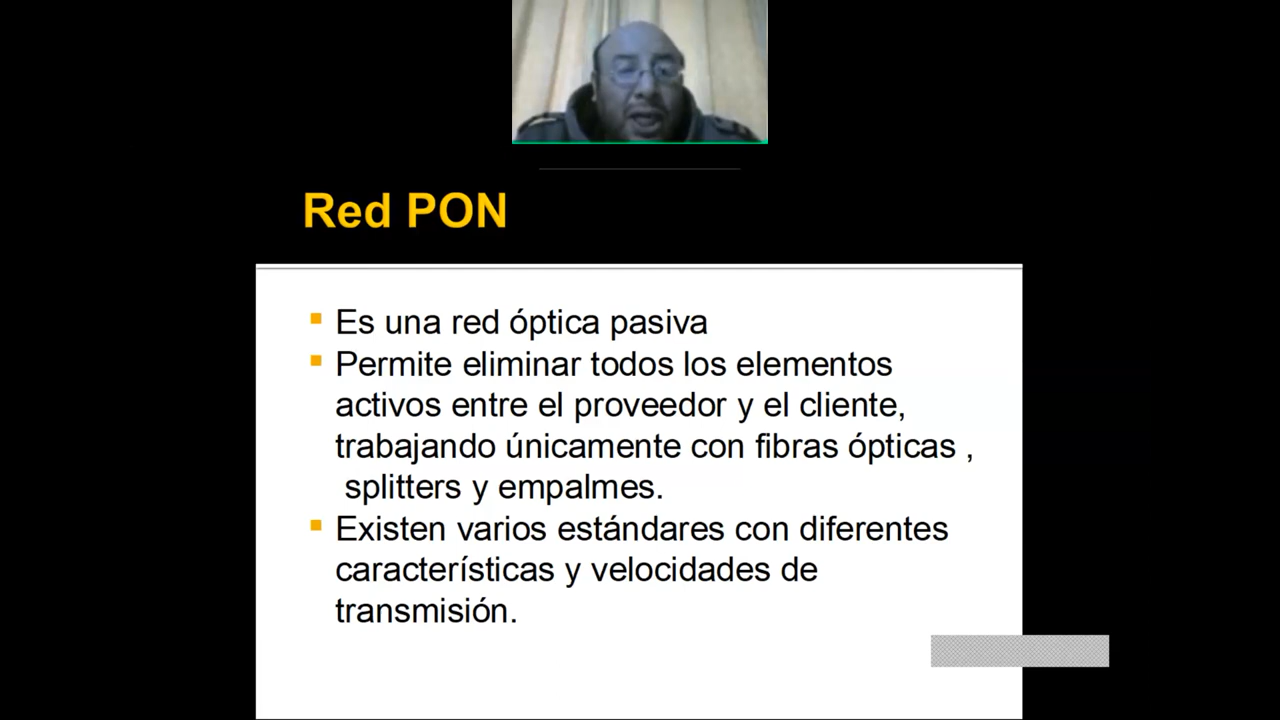 Red PON
Es una red óptica pasiva
Permite eliminar todos los elementos
activos entre el proveedor y el cliente,
trabajando únicamente con fibras ópticas ,
splitters y empalmes.
Existen varios estándares con diferentes
características y velocidades de
transmisión.